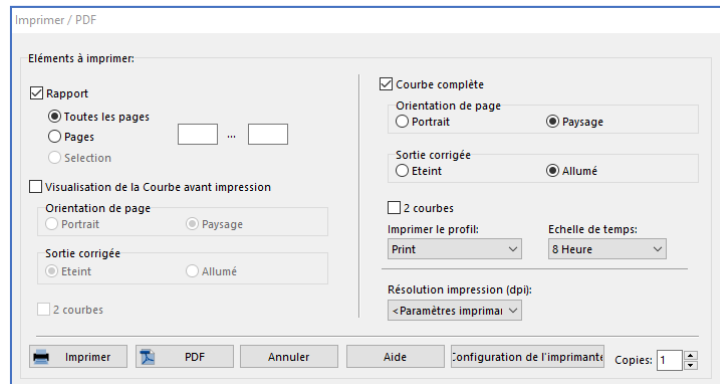 Imprimer / PDF
Eléments à imprimer:
Rapport
Toutes les pages
Pages ...
Selection
Visualisation de la Courbe avant impression
Orientation de page
Portrait Paysage
Sortie corrigée
Eteint Allumé
2 courbes
Courbe complète
Orientation de page
Portrait Paysage
Sortie corrigée
Eteint Allumé
2 courbes
Imprimer le profil: Echelle de temps:
Print 8 Heure
Résolution impression (dpi):
<Paramètres imprimai
Imprimer PDF Annuler Aide Configuration de l'imprimante Copies: 1